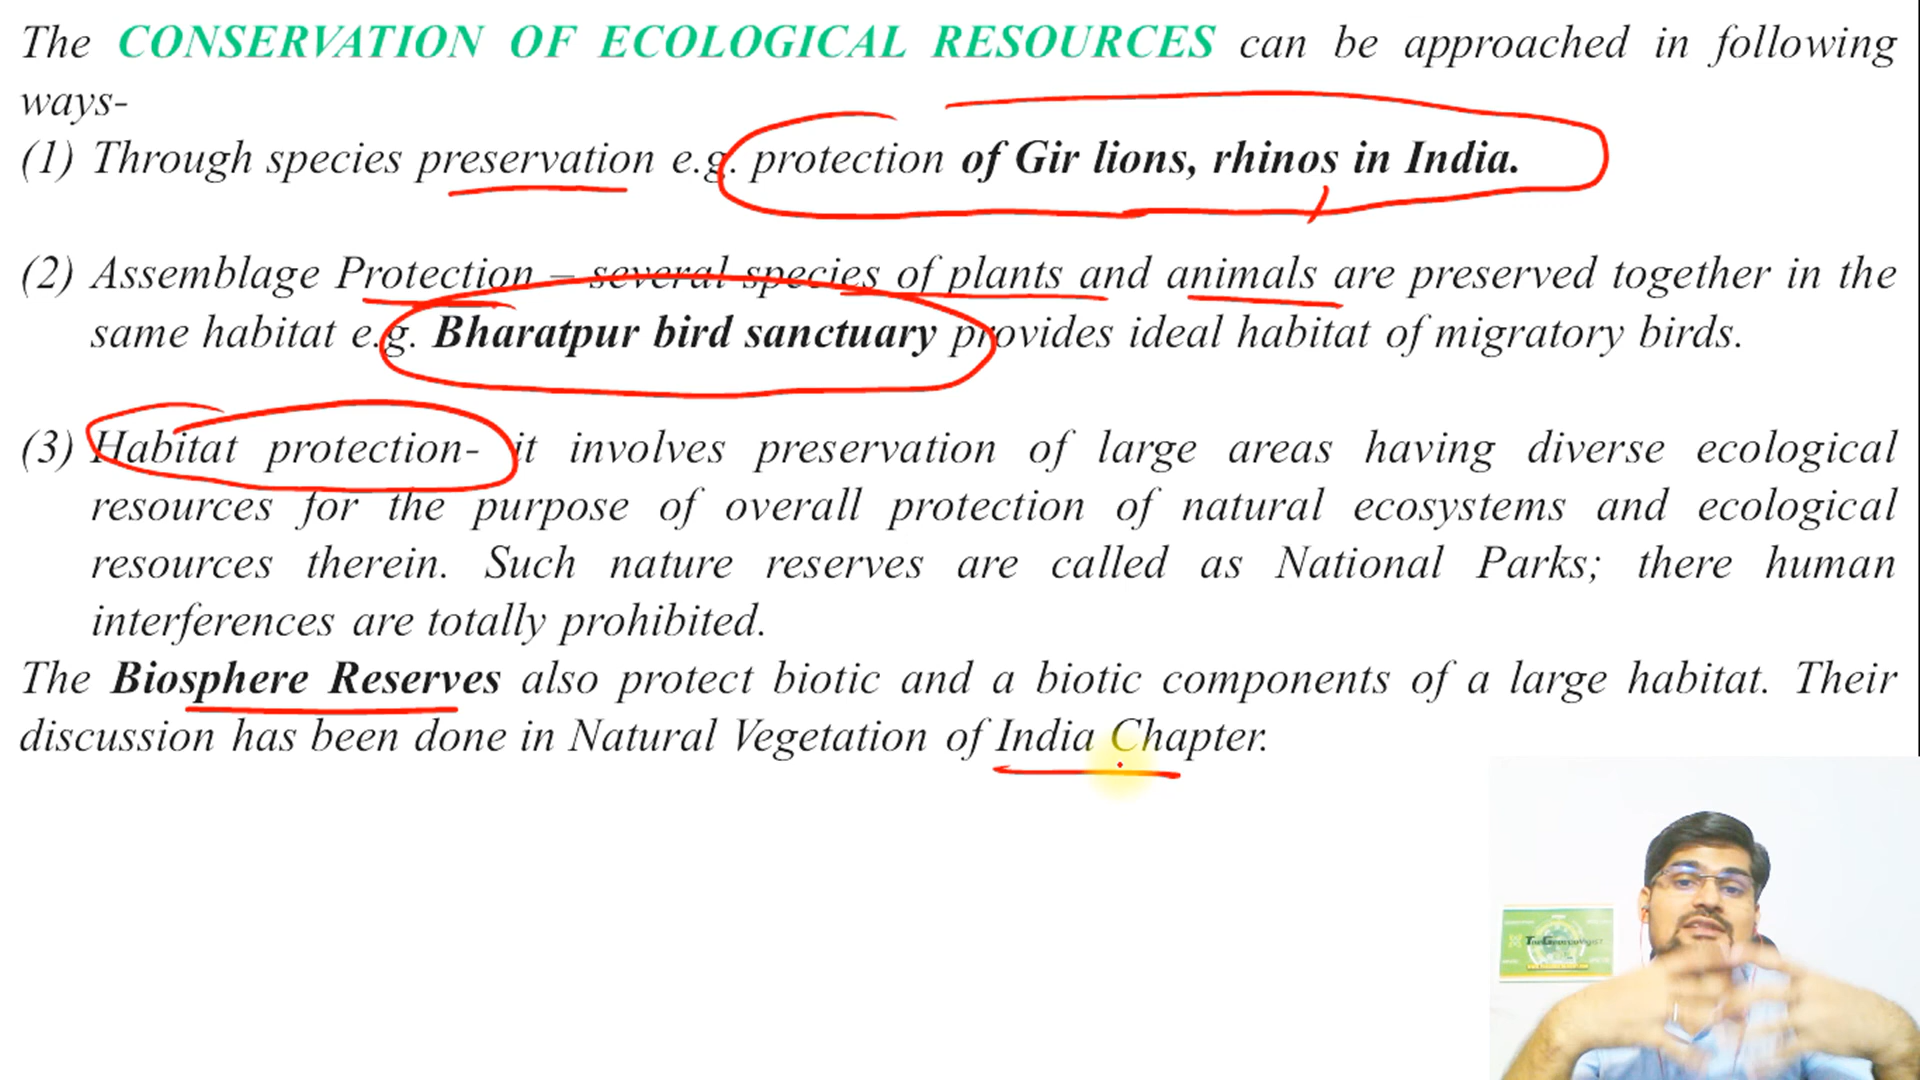 The CONSERVATION OF ECOLOGICAL RESOURCES can be approached in following
ways-
(1) Through species preservation e.g. protection of Gir lions, rhinos in India.
(2) Assemblage Protection – several species of plants and animals are preserved together in the
same habitat e.g. Bharatpur bird sanctuary provides ideal habitat of migratory birds.
(3) Habitat protection- it involves preservation of large areas having diverse ecological
resources for the purpose of overall protection of natural ecosystems and ecological
resources therein. Such nature reserves are called as National Parks; there human
interferences are totally prohibited.
The Biosphere Reserves also protect biotic and a biotic components of a large habitat. Their
discussion has been done in Natural Vegetation of India Chapter.